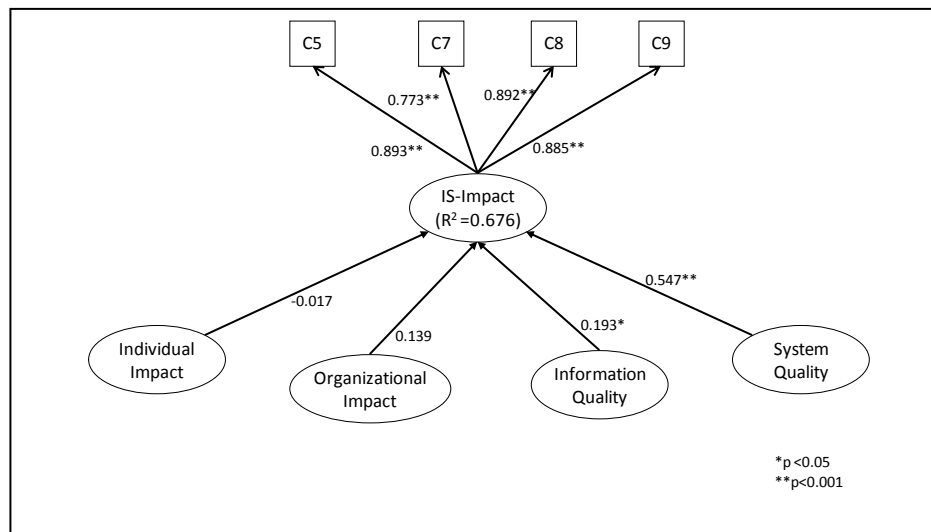 C5
C7
C8
C9
0.773**
0.892**
0.893**
0.885**
IS-Impact
(R² =0.676)
-0.017
0.139
0.193*
0.547**
Individual
Impact
Organizational
Impact
Information
Quality
System
Quality
*p <0.05
**p<0.001